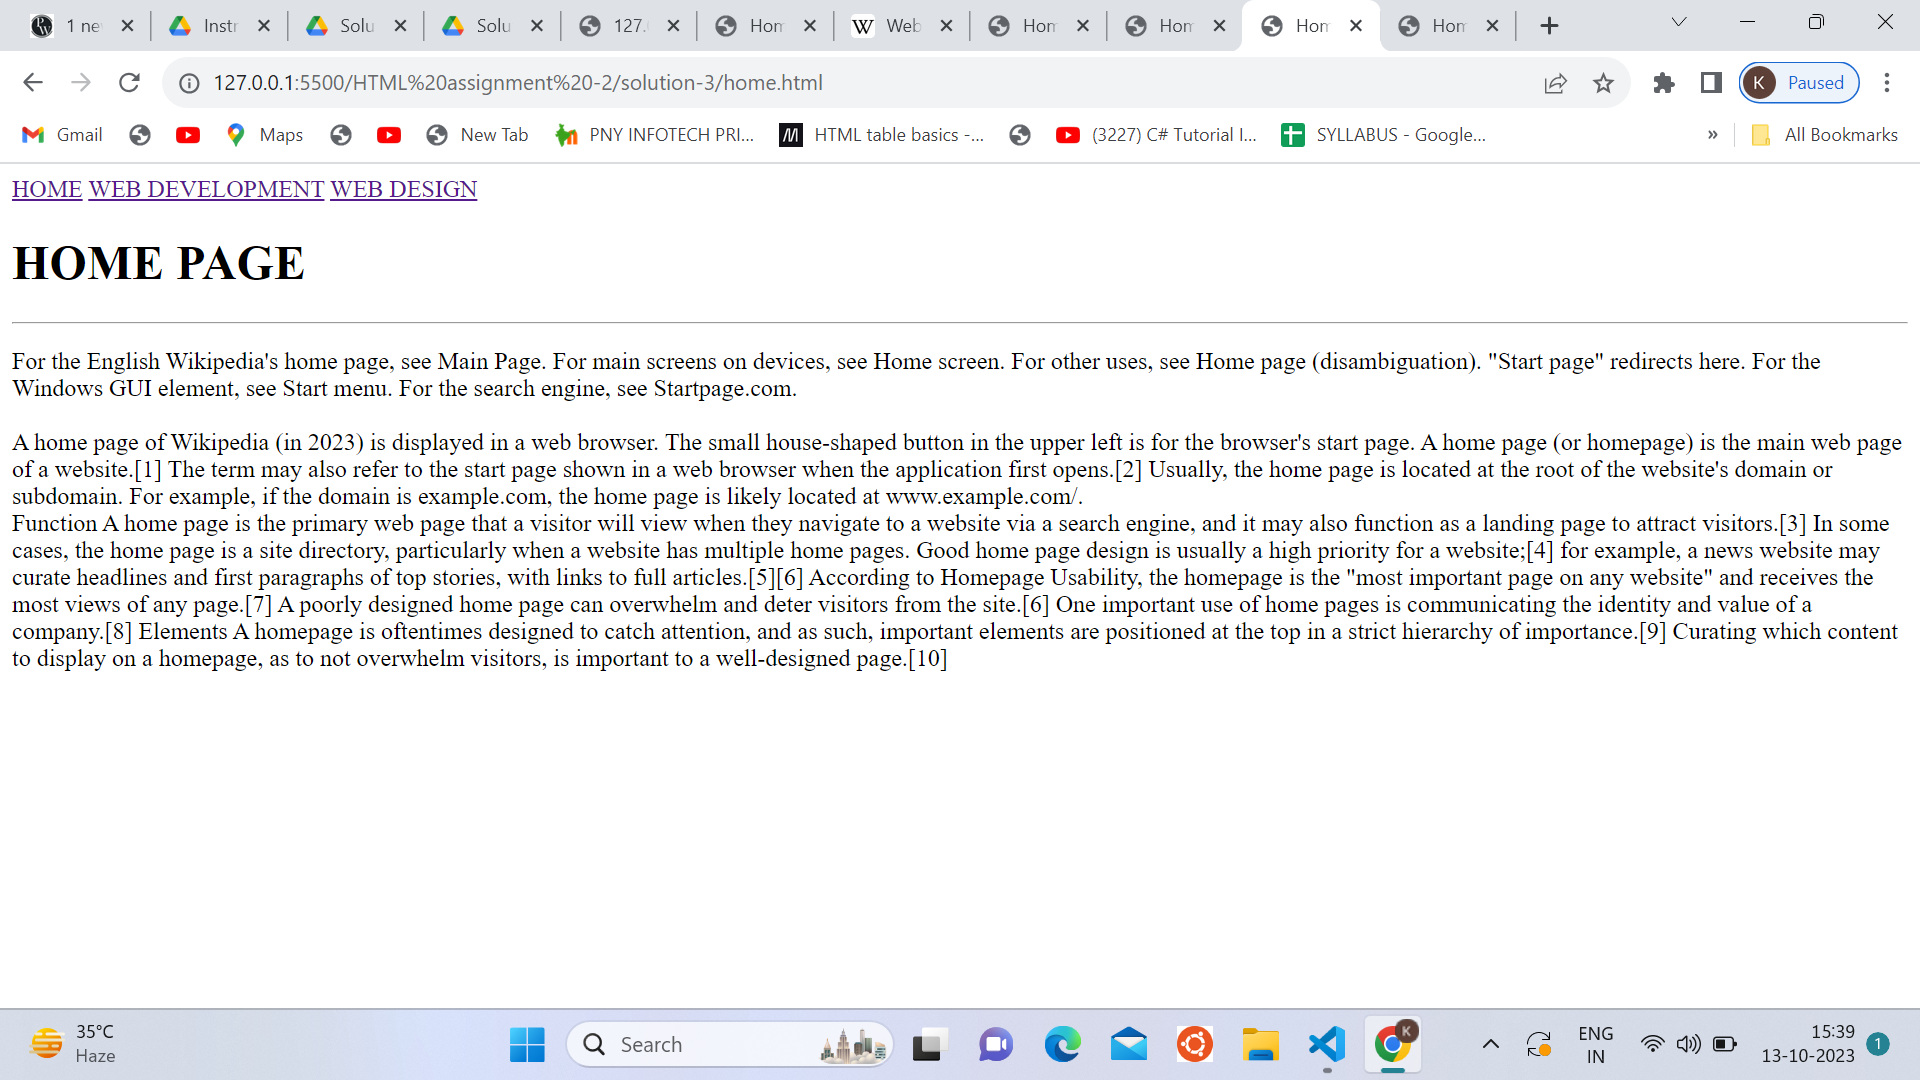 1 ne
Instr
Solu
Solu
127.
Hom
W Web
Hom
Hom
Hom
Hom
127.0.0.1:5500/HTML%20assignment%20-2/solution-3/home.html
K Paused
Gmail
Maps
New Tab
PNY INFOTECH PRI...
HTML table basics -...
(3227) C# Tutorial I...
SYLLABUS - Google...
»
All Bookmarks
HOME WEB DEVELOPMENT WEB DESIGN
HOME PAGE
For the English Wikipedia's home page, see Main Page. For main screens on devices, see Home screen. For other uses, see Home page (disambiguation). "Start page" redirects here. For the
Windows GUI element, see Start menu. For the search engine, see Startpage.com.
A home page of Wikipedia (in 2023) is displayed in a web browser. The small house-shaped button in the upper left is for the browser's start page. A home page (or homepage) is the main web page
of a website.[1] The term may also refer to the start page shown in a web browser when the application first opens.[2] Usually, the home page is located at the root of the website's domain or
subdomain. For example, if the domain is example.com, the home page is likely located at www.example.com/.
Function A home page is the primary web page that a visitor will view when they navigate to a website via a search engine, and it may also function as a landing page to attract visitors.[3] In some
cases, the home page is a site directory, particularly when a website has multiple home pages. Good home page design is usually a high priority for a website;[4] for example, a news website may
curate headlines and first paragraphs of top stories, with links to full articles.[5][6] According to Homepage Usability, the homepage is the "most important page on any website" and receives the
most views of any page.[7] A poorly designed home page can overwhelm and deter visitors from the site.[6] One important use of home pages is communicating the identity and value of a
company.[8] Elements A homepage is oftentimes designed to catch attention, and as such, important elements are positioned at the top in a strict hierarchy of importance.[9] Curating which content
to display on a homepage, as to not overwhelm visitors, is important to a well-designed page.[10]
35°C
Haze
Search
K
ENG
IN
15:39
13-10-2023
1